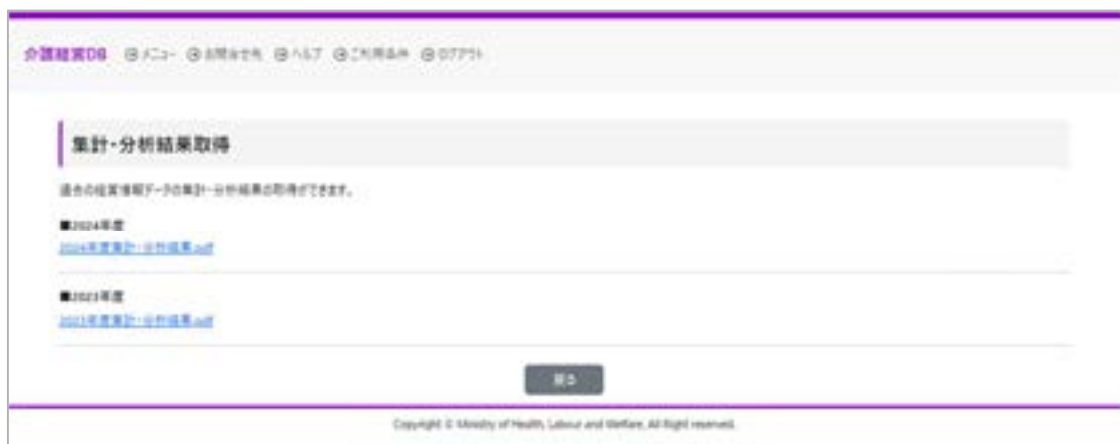 介護経営DB メニュー お問合せ先 ヘルプ ご利用条件 ログアウト
集計・分析結果取得
過去の経営情報データの集計・分析結果の取得ができます。
■2024年度
2024年度集計・分析結果.pdf
■2023年度
2023年度集計・分析結果.pdf
戻る
Copyright © Ministry of Health, Labour and Welfare, All Right reserved.